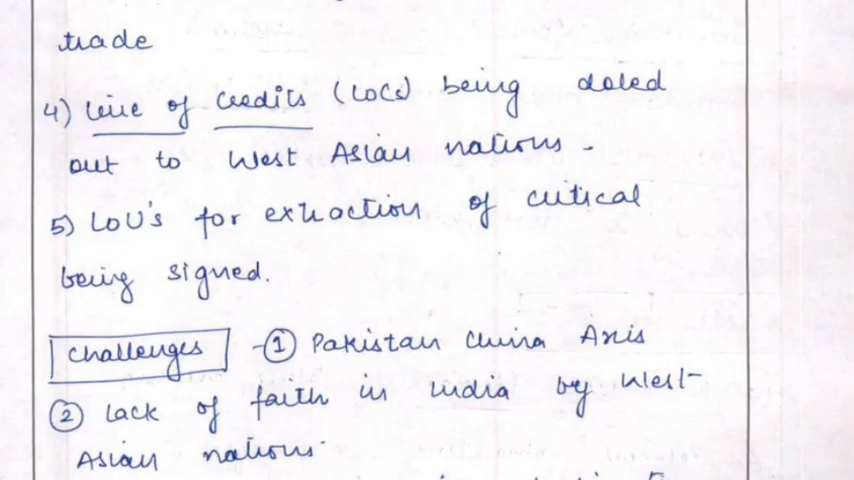 trade
4) Line of Credits (LOCs) being doled
out to West Asian nations -
5) LOU's for extraction of critical
being signed.
Challenges - ① Pakistan China Axis
② Lack of faith in India by West
Asian nations